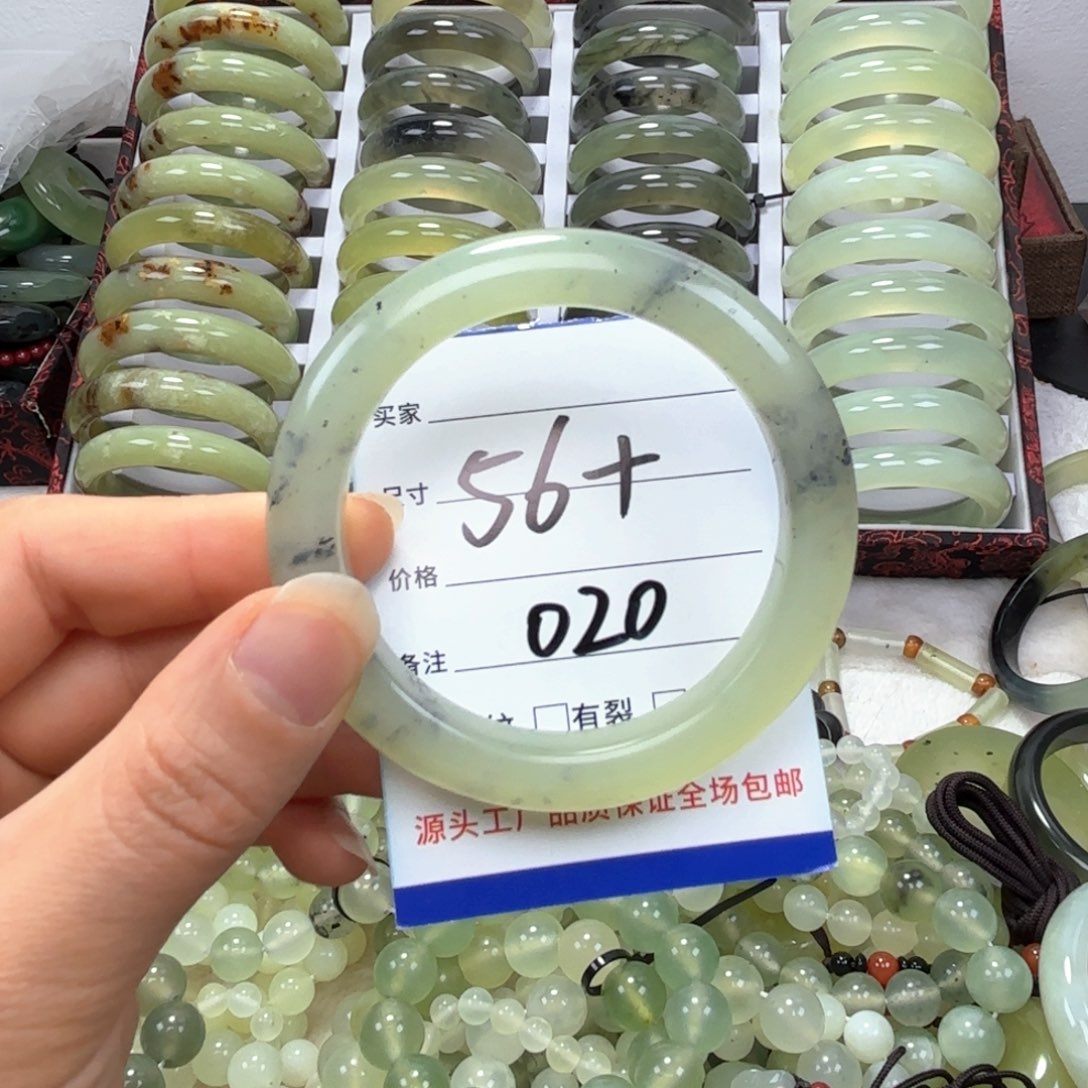 买家
尺寸 56+
价格
020
备注
有裂
源头工厂品质保证全场包邮